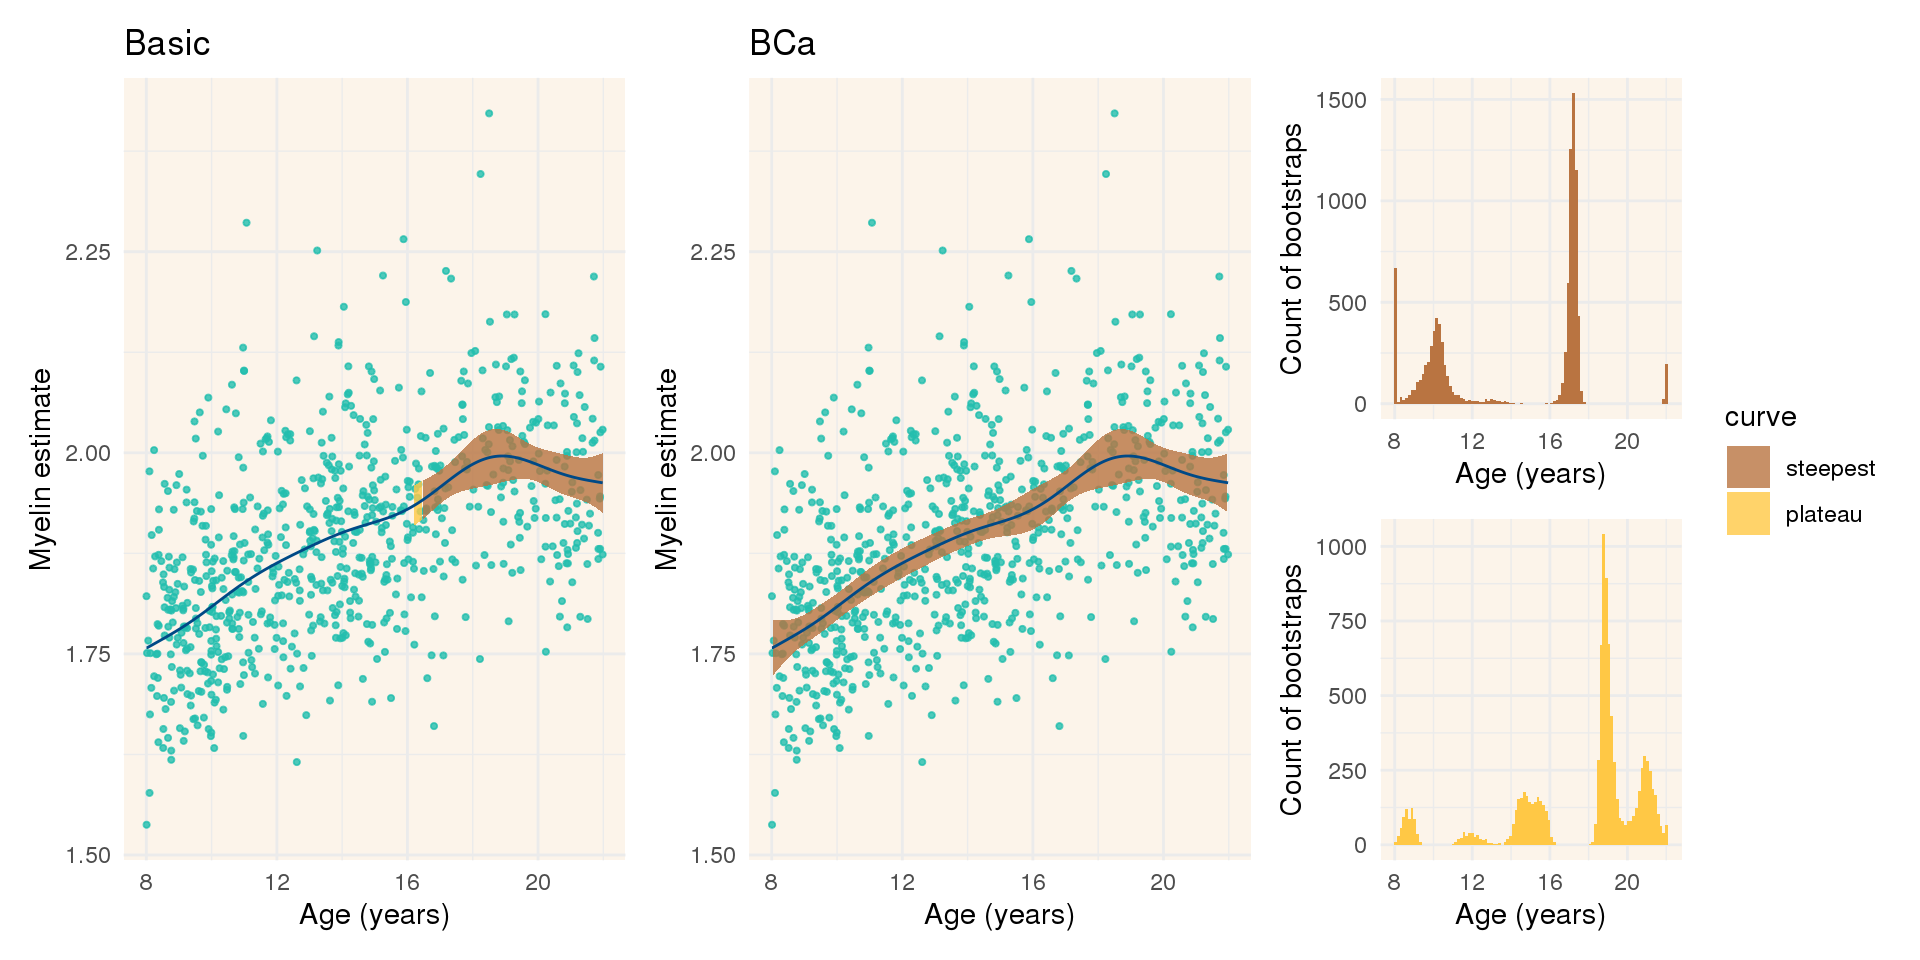 Basic
Myelin estimate
2.25
2.00
1.75
1.50
8
12
16
20
Age (years)
BCa
Myelin estimate
2.25
2.00
1.75
1.50
8
12
16
20
Age (years)
Count of bootstraps
1500
1000
500
0
8
12
16
20
Age (years)
Count of bootstraps
1000
750
500
250
0
8
12
16
20
Age (years)
curve
steepest
plateau